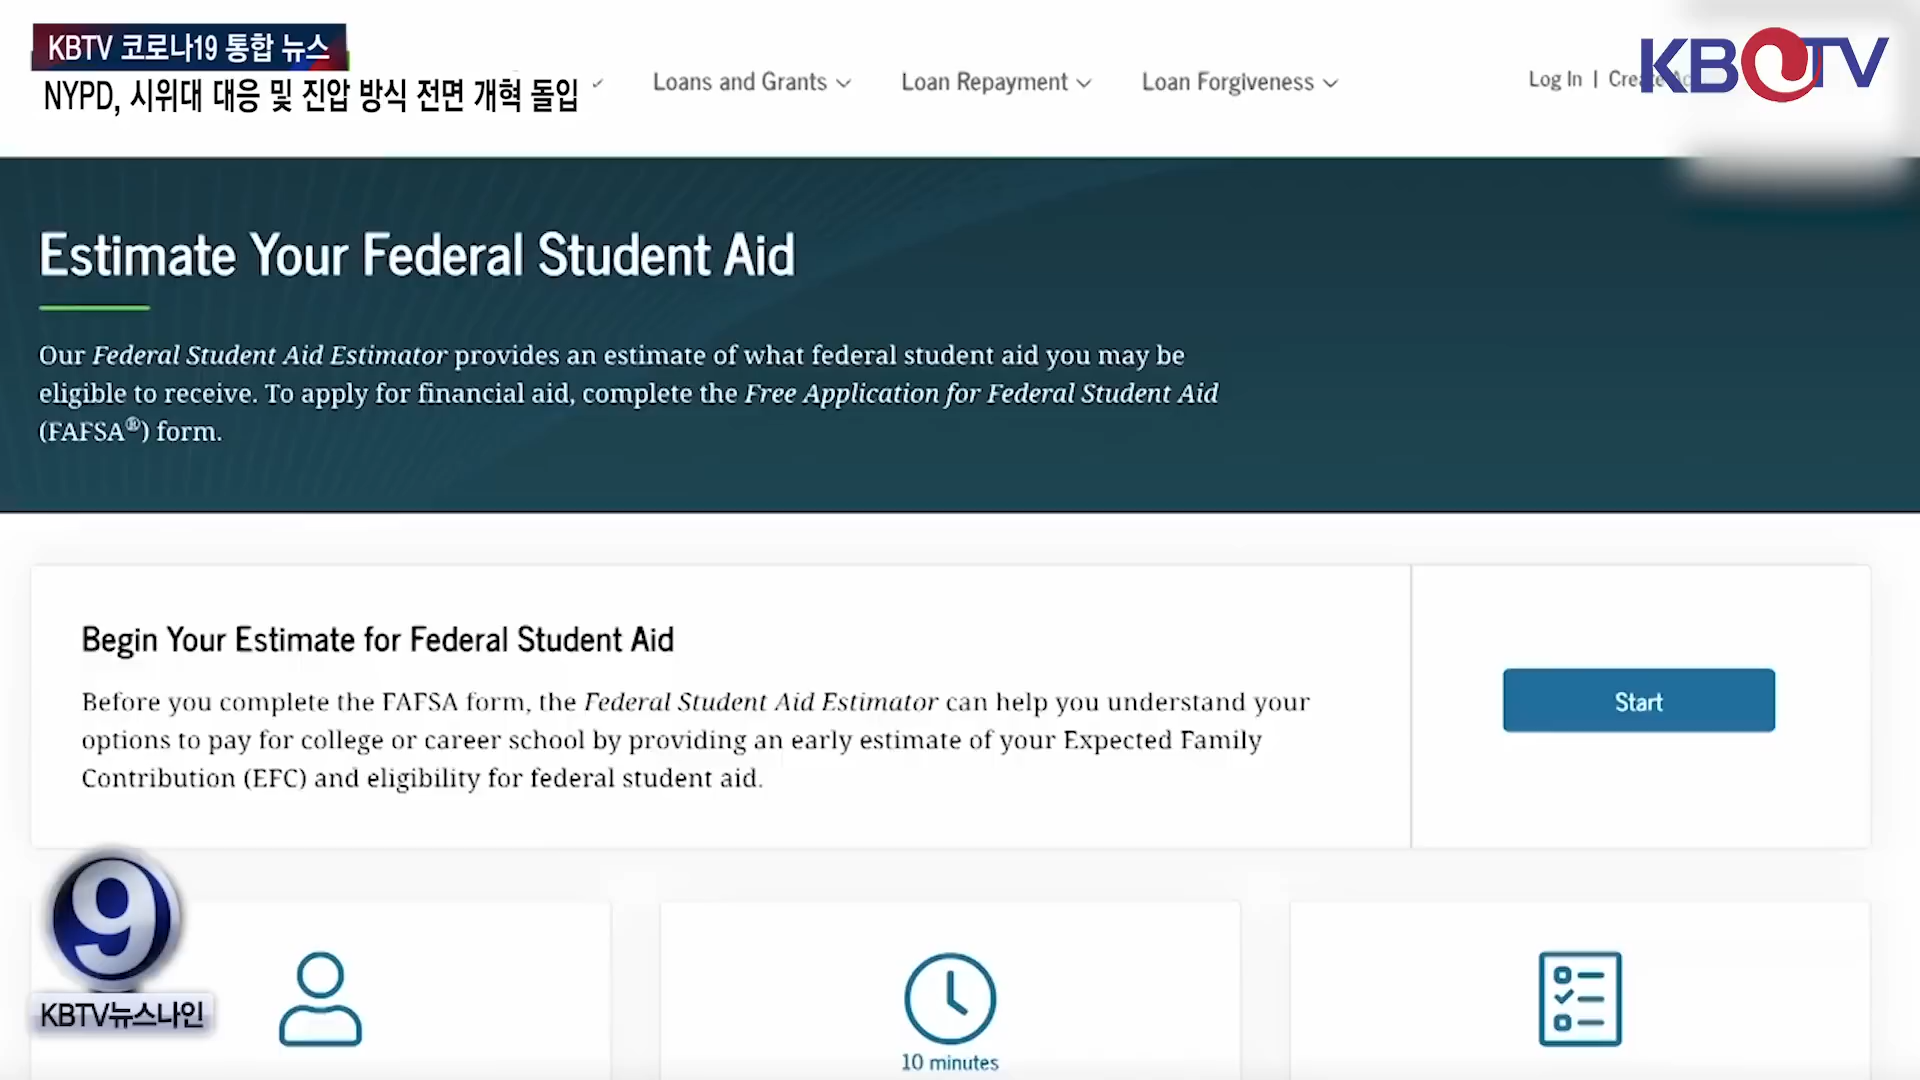 KBTV 코로나19 통합 뉴스
NYPD, 시위대 대응 및 진압 방식 전면 개혁 돌입
Loans and Grants
Loan Repayment
Loan Forgiveness
Log In | Create
KBTV
Estimate Your Federal Student Aid
Our Federal Student Aid Estimator provides an estimate of what federal student aid you may be
eligible to receive. To apply for financial aid, complete the Free Application for Federal Student Aid
(FAFSA®) form.
Begin Your Estimate for Federal Student Aid
Before you complete the FAFSA form, the Federal Student Aid Estimator can help you understand your
options to pay for college or career school by providing an early estimate of your Expected Family
Contribution (EFC) and eligibility for federal student aid.
Start
9
KBTV뉴스나인
10 minutes